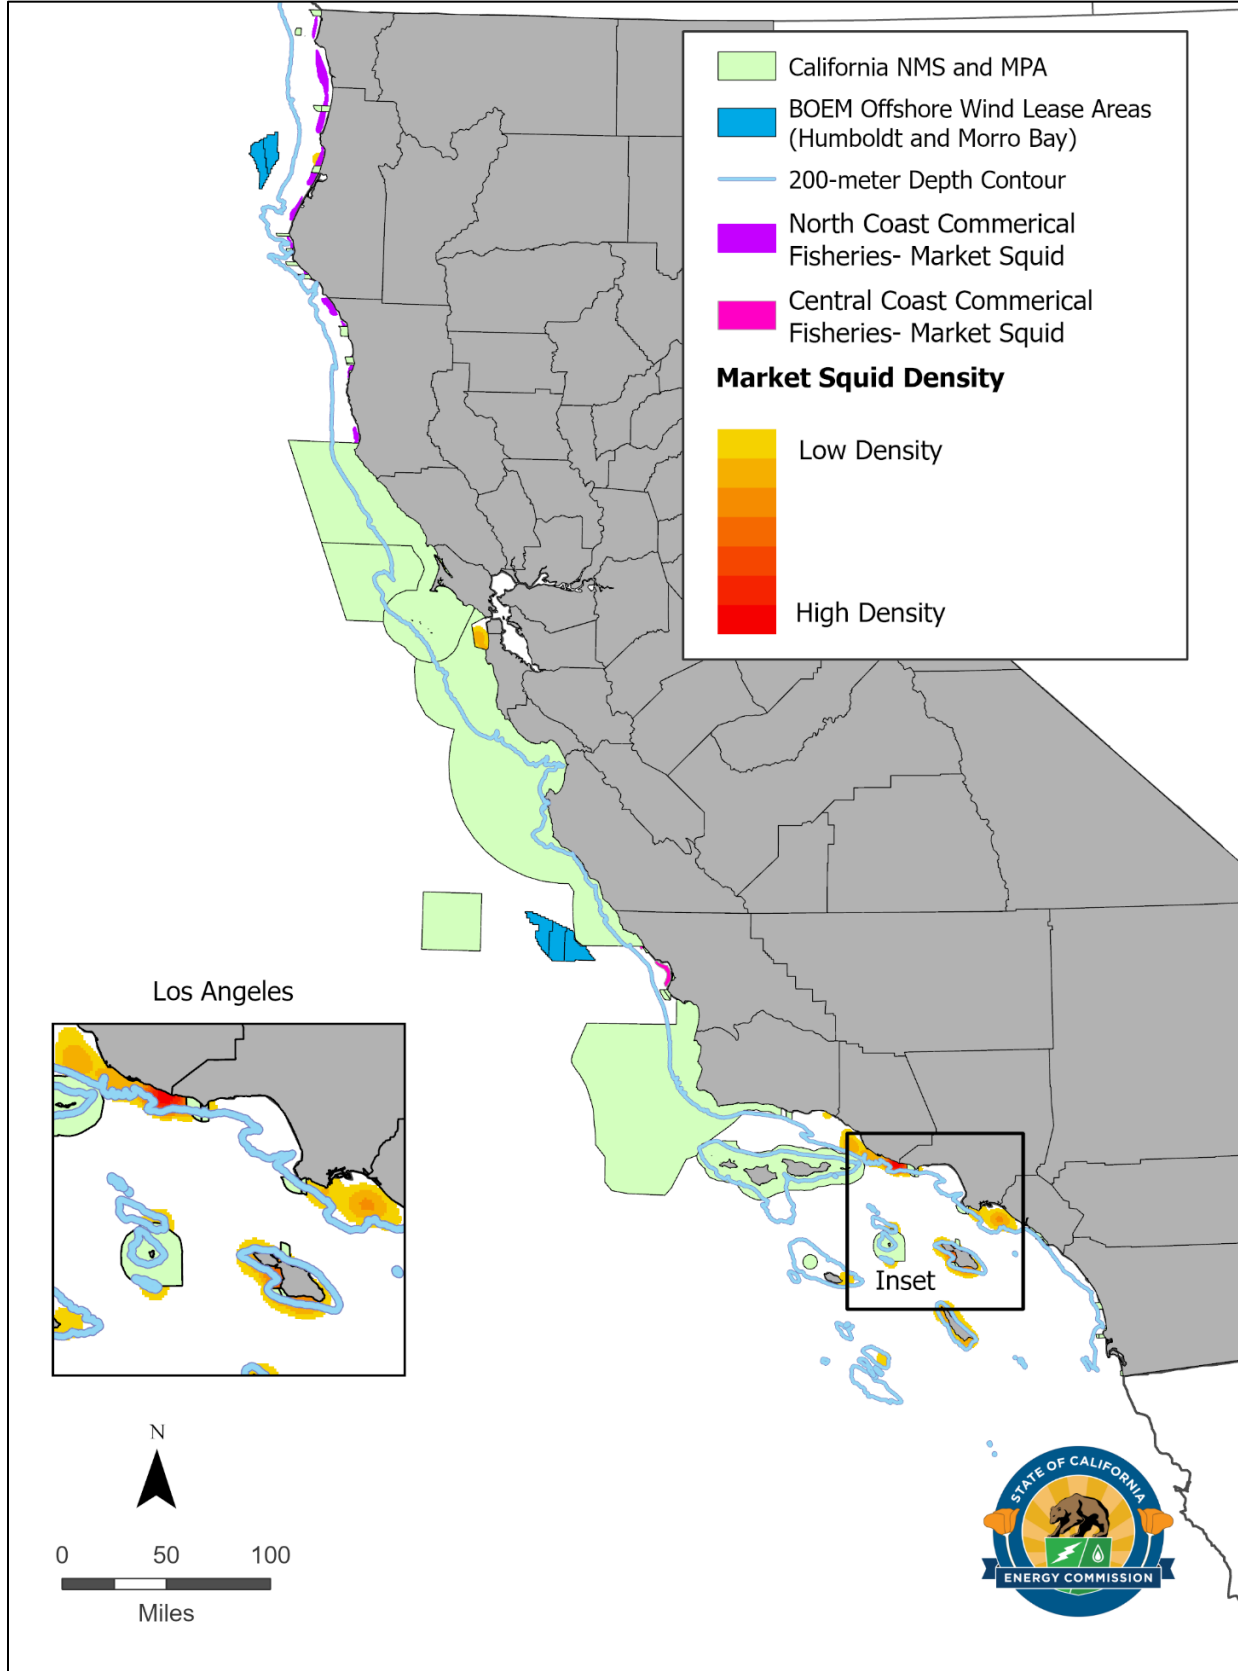 California NMS and MPA
BOEM Offshore Wind Lease Areas
(Humboldt and Morro Bay)
200-meter Depth Contour
North Coast Commerical
Fisheries- Market Squid
Central Coast Commerical
Fisheries- Market Squid
Market Squid Density
Low Density
High Density
Los Angeles
Inset
N
0 50 100
Miles
STATE OF CALIFORNIA
ENERGY COMMISSION